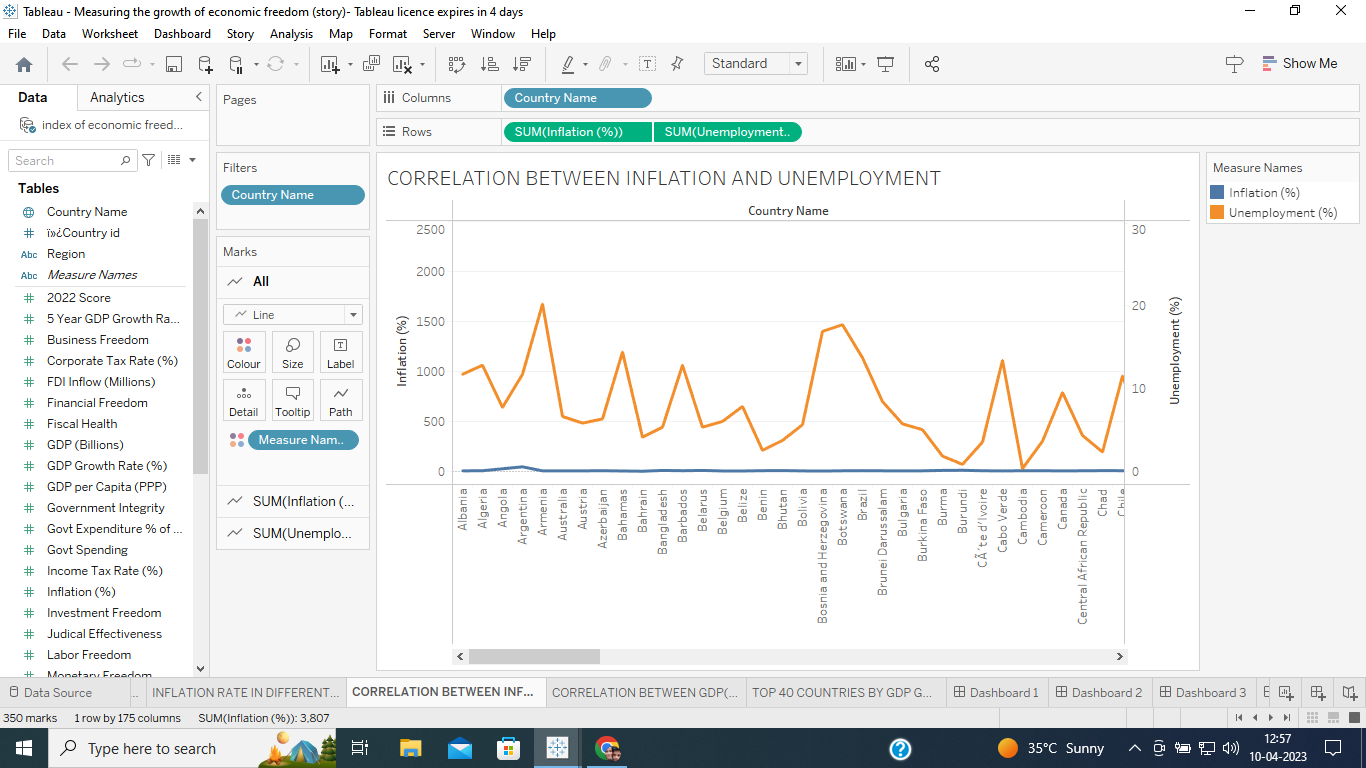 Tableau - Measuring the growth of economic freedom (story)- Tableau licence expires in 4 days
File Data Worksheet Dashboard Story Analysis Map Format Server Window Help
Standard
Show Me
Data Analytics
index of economic freed...
Search
Tables
Country Name
ï»¿Country id
Abc Region
Abc Measure Names
2022 Score
5 Year GDP Growth Ra...
Business Freedom
Corporate Tax Rate (%)
FDI Inflow (Millions)
Financial Freedom
Fiscal Health
GDP (Billions)
GDP Growth Rate (%)
GDP per Capita (PPP)
Government Integrity
Govt Expenditure % of ...
Govt Spending
Income Tax Rate (%)
Inflation (%)
Investment Freedom
Judical Effectiveness
Labor Freedom
Monetary Freedom
Pages
Filters
Country Name
Marks
All
Line
Colour Size Label
Detail Tooltip Path
Measure Nam..
SUM(Inflation (...
SUM(Unemplo...
Columns Country Name
Rows SUM(Inflation (%)) SUM(Unemployment..
CORRELATION BETWEEN INFLATION AND UNEMPLOYMENT
Country Name
2500
2000
1500
1000
500
0
Inflation (%)
30
20
10
0
Unemployment (%)
Albania
Algeria
Angola
Argentina
Armenia
Australia
Austria
Azerbaijan
Bahamas
Bahrain
Bangladesh
Barbados
Belarus
Belgium
Belize
Benin
Bhutan
Bolivia
Bosnia and Herzegovina
Botswana
Brazil
Brunei Darussalam
Bulgaria
Burkina Faso
Burma
Burundi
CÃ´te d'Ivoire
Cabo Verde
Cambodia
Cameroon
Canada
Central African Republic
Chad
Chile
Measure Names
Inflation (%)
Unemployment (%)
Data Source .. INFLATION RATE IN DIFFERENT... CORRELATION BETWEEN INF... CORRELATION BETWEEN GDP(... TOP 40 COUNTRIES BY GDP G... Dashboard 1 Dashboard 2 Dashboard 3
350 marks 1 row by 175 columns SUM(Inflation (%)): 3,807
Type here to search
35°C Sunny
12:57
10-04-2023